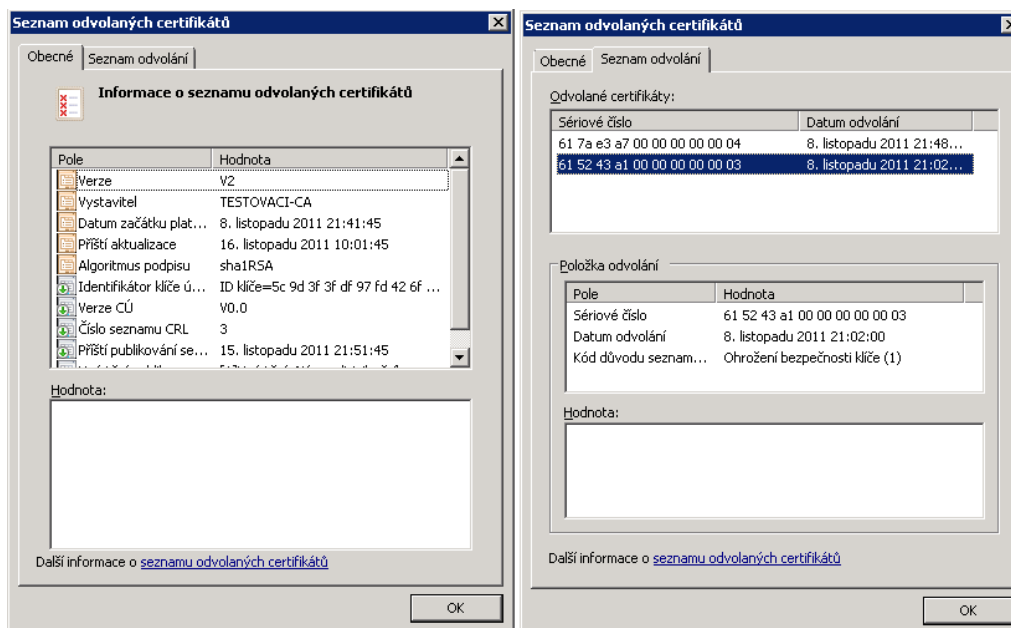 Seznam odvolaných certifikátů
Obecné
Seznam odvolání
Informace o seznamu odvolaných certifikátů
Pole Hodnota
Verze V2
Vystavitel TESTOVACI-CA
Datum začátku plat... 8. listopadu 2011 21:41:45
Příští aktualizace 16. listopadu 2011 10:01:45
Algoritmus podpisu sha1RSA
Identifikátor klíče ú... ID klíče=5c 9d 3f 3f df 97 fd 42 6f ...
Verze CÚ V0.0
Číslo seznamu CRL 3
Příští publikování se... 15. listopadu 2011 21:51:45
Hodnota:
Další informace o seznamu odvolaných certifikátů
OK
Seznam odvolaných certifikátů
Obecné
Seznam odvolání
Odvolané certifikáty:
Sériové číslo Datum odvolání
61 7a e3 a7 00 00 00 00 00 04 8. listopadu 2011 21:48...
61 52 43 a1 00 00 00 00 00 03 8. listopadu 2011 21:02...
Položka odvolání
Pole Hodnota
Sériové číslo 61 52 43 a1 00 00 00 00 00 03
Datum odvolání 8. listopadu 2011 21:02:00
Kód důvodu seznam... Ohrožení bezpečnosti klíče (1)
Hodnota:
Další informace o seznamu odvolaných certifikátů
OK